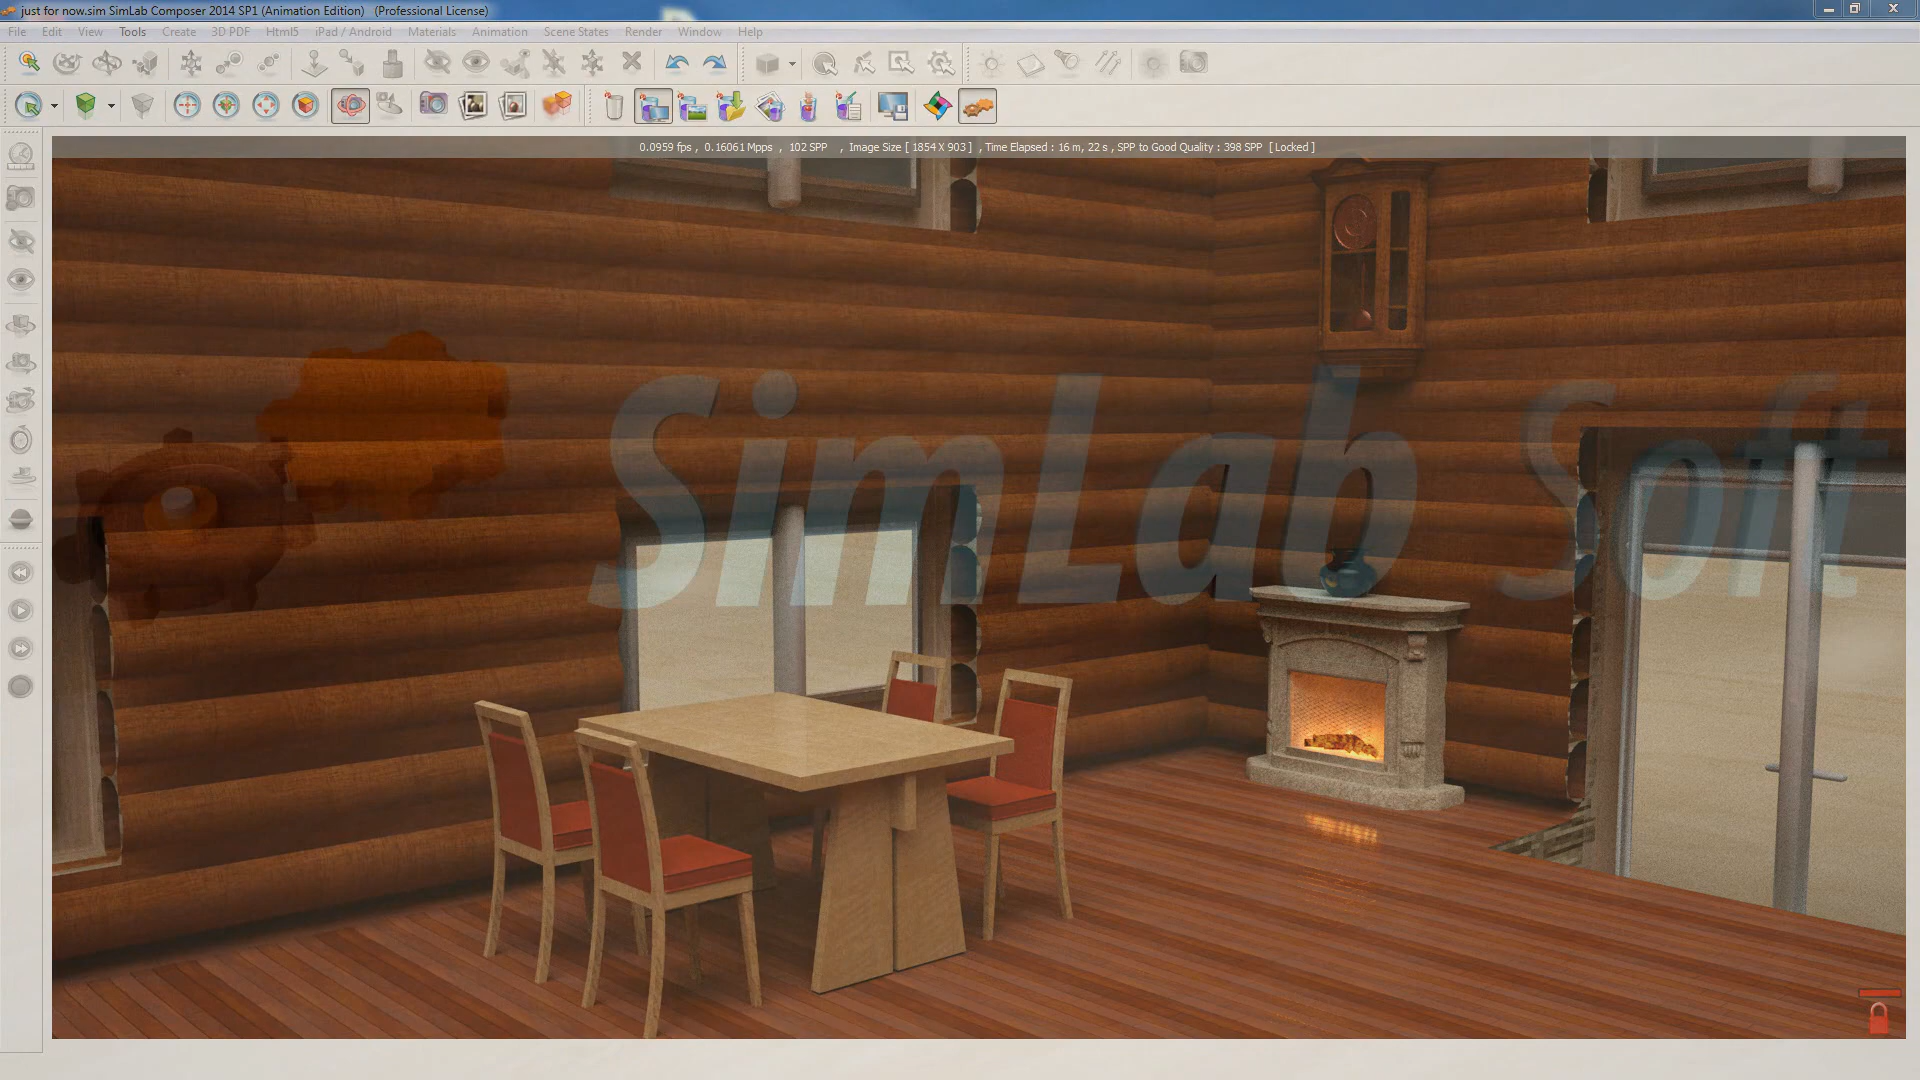 just for now.sim SimLab Composer 2014 SP1 (Animation Edition) (Professional License)
File Edit View Tools Create 3D PDF Html5 iPad / Android Materials Animation Scene States Render Window Help
0.0959 fps , 0.16061 Mpps , 102 SPP , Image Size [ 1854 X 903 ] , Time Elapsed : 16 m, 22 s , SPP to Good Quality : 398 SPP [ Locked ]
SimLab Soft